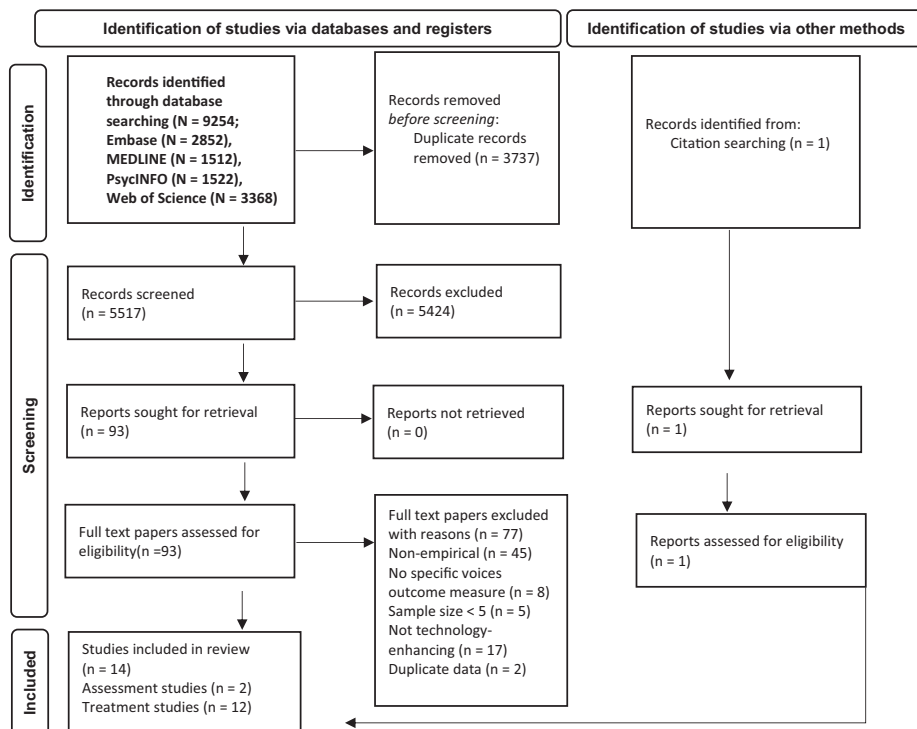 Identification of studies via databases and registers
Identification of studies via other methods
Identification
Records identified
through database
searching (N = 9254;
Embase (N = 2852),
MEDLINE (N = 1512),
PsycINFO (N = 1522),
Web of Science (N = 3368)
Records removed
before screening:
Duplicate records
removed (n = 3737)
Records identified from:
Citation searching (n = 1)
Screening
Records screened
(n = 5517)
Records excluded
(n = 5424)
Reports sought for retrieval
(n = 93)
Reports not retrieved
(n = 0)
Reports sought for retrieval
(n = 1)
Full text papers assessed for
eligibility(n =93)
Full text papers excluded
with reasons (n = 77)
Non-empirical (n = 45)
No specific voices
outcome measure (n = 8)
Sample size < 5 (n = 5)
Not technology-
enhancing (n = 17)
Duplicate data (n = 2)
Reports assessed for eligibility
(n = 1)
Included
Studies included in review
(n = 14)
Assessment studies (n = 2)
Treatment studies (n = 12)